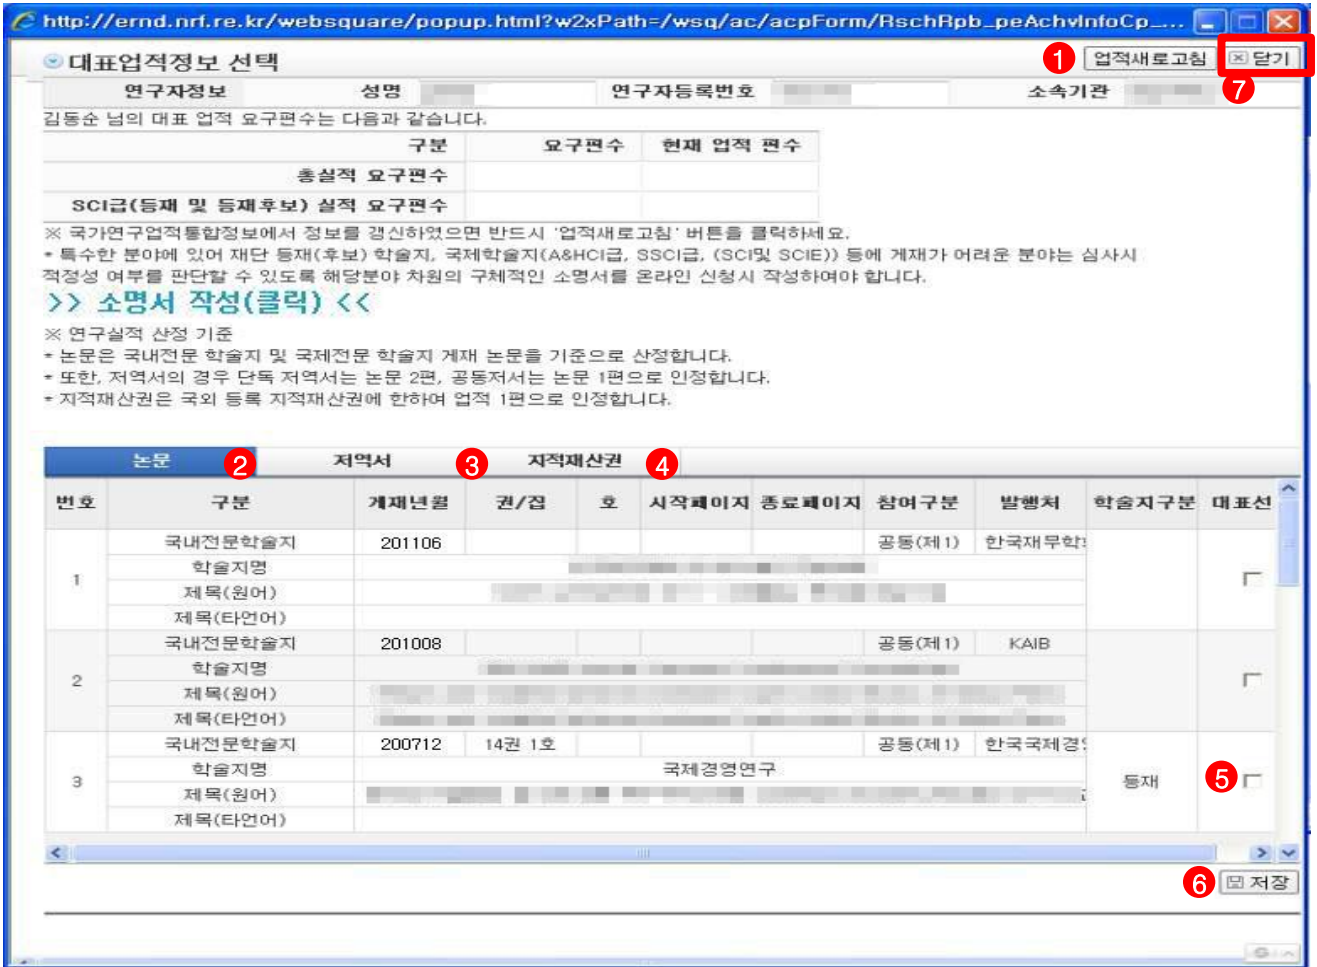 http://ernd.nrf.re.kr/websquare/popup.html?w2xPath=/wsq/ac/acpForm/RschRpb_peAchvInfoCp_...
대표업적정보 선택
1 업적새로고침 닫기
7
연구자정보 성명 연구자등록번호 소속기관
김동순 님의 대표 업적 요구편수는 다음과 같습니다.
구분 요구편수 현재 업적 편수
총실적 요구편수
SCI급(등재 및 등재후보) 실적 요구편수
※ 국가연구업적통합정보에서 정보를 갱신하였으면 반드시 '업적새로고침' 버튼을 클릭하세요.
* 특수한 분야에 있어 재단 등재(후보) 학술지, 국제학술지(A&HCI급, SSCI급, (SCI및 SCIE)) 등에 게재가 어려운 분야는 심사시
적정성 여부를 판단할 수 있도록 해당분야 차원의 구체적인 소명서를 온라인 신청시 작성하여야 합니다.
>> 소명서 작성(클릭) <<
※ 연구실적 산정 기준
* 논문은 국내전문 학술지 및 국제전문 학술지 게재 논문을 기준으로 산정합니다.
* 또한, 저역서의 경우 단독 저역서는 논문 2편, 공동저서는 논문 1편으로 인정합니다.
* 지적재산권은 국외 등록 지적재산권에 한하여 업적 1편으로 인정합니다.
논문 2 저역서 3 지적재산권 4
번호 구분 게재년월 권/집 호 시작페이지 종료페이지 참여구분 발행처 학술지구분 대표선
1 국내전문학술지 201106 공동(제1) 한국재무학
학술지명
제목(원어)
제목(타언어)
2 국내전문학술지 201008 공동(제1) KAIB
학술지명
제목(원어)
제목(타언어)
3 국내전문학술지 200712 14권 1호 공동(제1) 한국국제경
학술지명 국제경영연구
등재 5
제목(원어)
제목(타언어)
6 저장